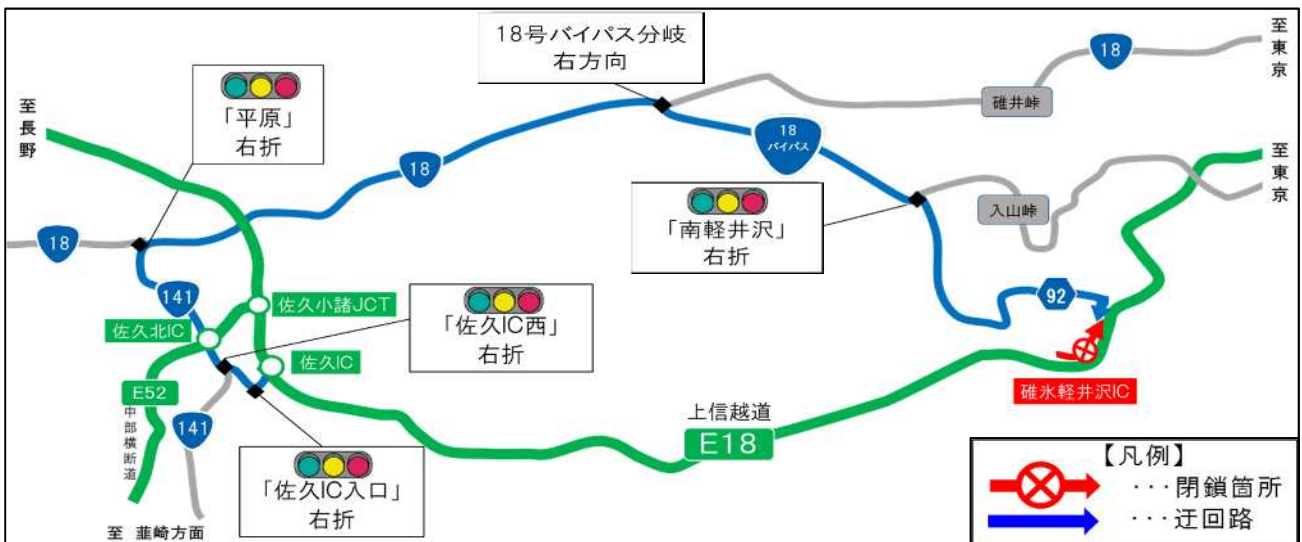 18号バイパス分岐
右方向
至東京
18
碓井峠
「平原」
右折
至長野
18
18
バイパス
至東京
「南軽井沢」
右折
入山峠
18
141
佐久小諸JCT
佐久北IC
「佐久IC西」
右折
佐久IC
92
E52
中部横断道
141
碓氷軽井沢IC
上信越道
E18
「佐久IC入口」
右折
至 韮崎方面
【凡例】
・・・閉鎖箇所
・・・迂回路